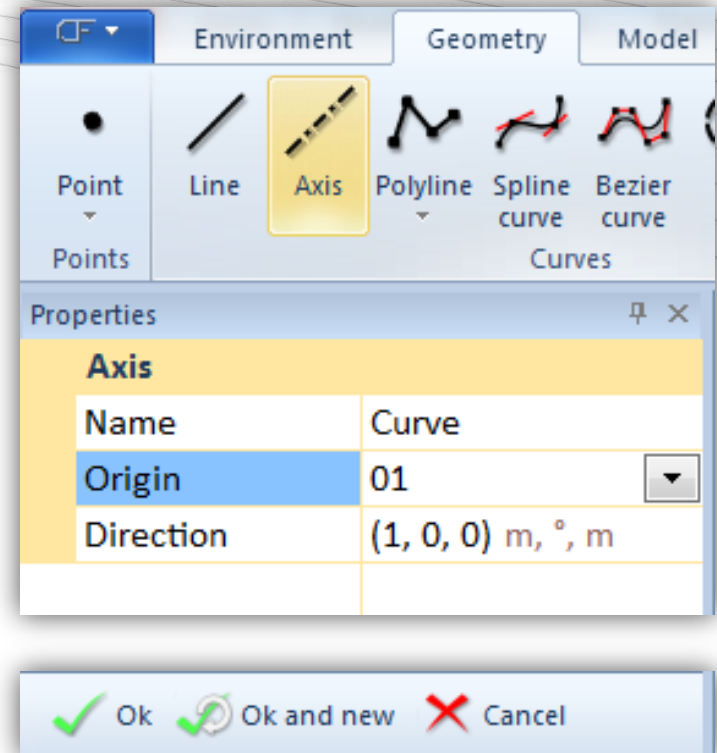 Environment Geometry Model
Point Line Axis Polyline Spline curve Bezier curve
Points Curves
Properties
Axis
Name Curve
Origin 01
Direction (1, 0, 0) m, °, m
Ok Ok and new Cancel